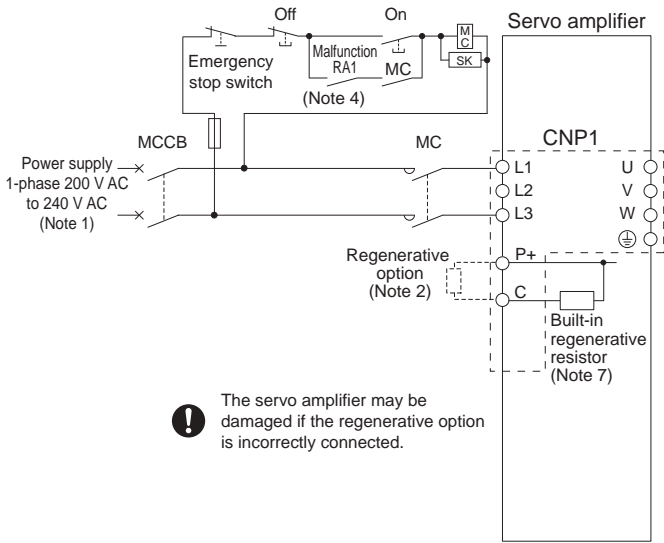 Off
On
Servo amplifier
Emergency
stop switch
Malfunction
RA1
MC
M
C
SK
(Note 4)
MCCB
MC
CNP1
Power supply
1-phase 200 V AC
to 240 V AC
(Note 1)
L1
U
L2
V
L3
W
Regenerative
option
(Note 2)
P+
C
Built-in
regenerative
resistor
(Note 7)
The servo amplifier may be
damaged if the regenerative option
is incorrectly connected.